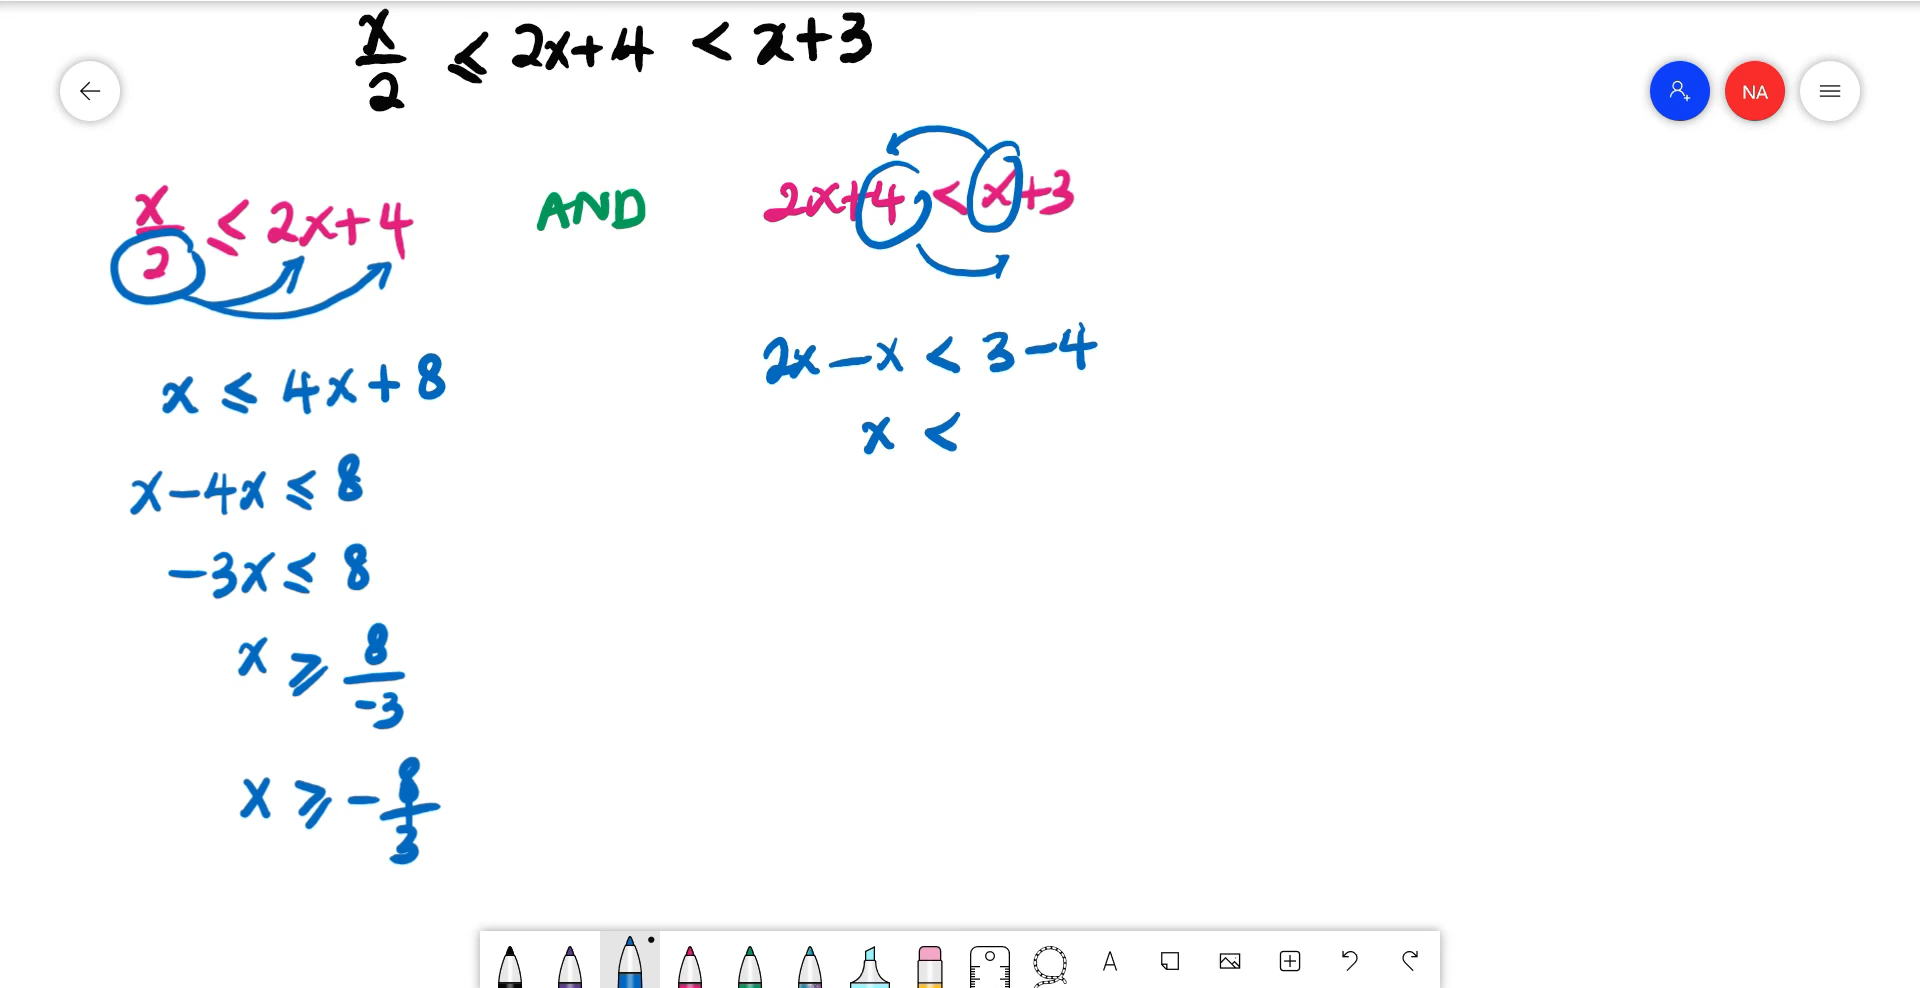 x/2 ≤ 2x+4 < x+3
NA
x/2 ≤ 2x+4 AND 2x+4 < x+3
x ≤ 4x+8
2x-x < 3-4
x <
x-4x ≤ 8
-3x ≤ 8
x ≥ 8/-3
x ≥ -8/3
A